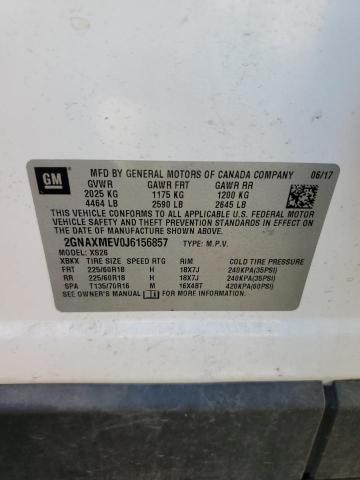 GM
MFD BY GENERAL MOTORS OF CANADA COMPANY 06/17
GVWR GAWR FRT GAWR RR
2025 KG 1175 KG 1200 KG
4464 LB 2590 LB 2645 LB
THIS VEHICLE CONFORMS TO ALL APPLICABLE U.S. FEDERAL MOTOR
VEHICLE SAFETY AND THEFT PREVENTION STANDARDS IN EFFECT ON
THE DATE OF MANUFACTURE SHOWN ABOVE.
2GNAXMEV0J6156857 TYPE: M.P.V.
MODEL: XS26
XBKX TIRE SIZE SPEED RTG RIM COLD TIRE PRESSURE
FRT 225/60R18 H 18X7J 240KPA(35PSI)
RR 225/60R18 H 18X7J 240KPA(35PSI)
SPA T135/70R16 M 16X4BT 420KPA(60PSI)
SEE OWNER'S MANUAL FOR MORE INFORMATION.